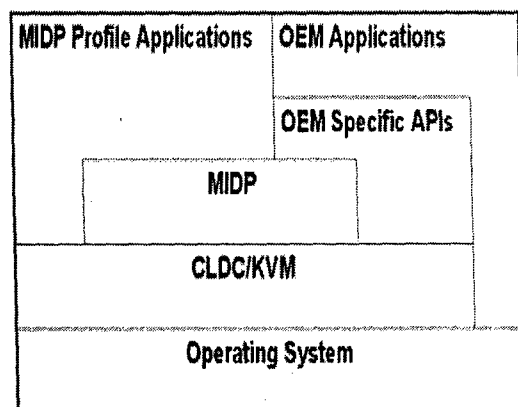 MIDP Profile Applications
OEM Applications
OEM Specific APIs
MIDP
CLDC/KVM
Operating System